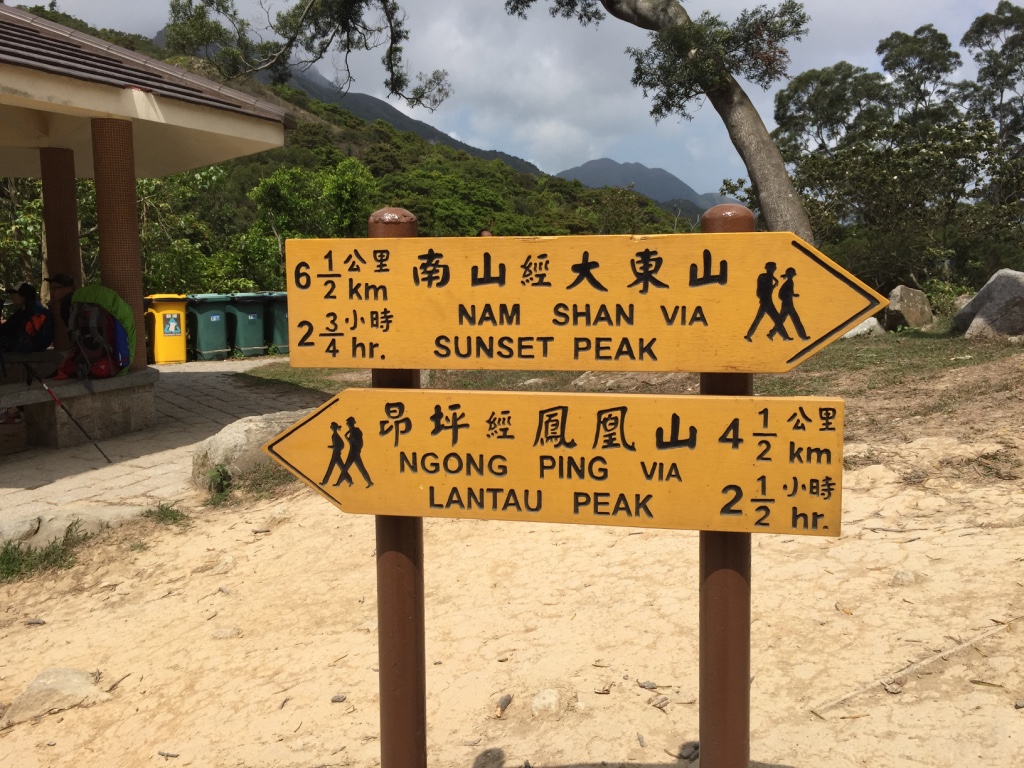 6 1/2 公里 km
2 3/4 小時 hr.
南山經大東山
NAM SHAN VIA
SUNSET PEAK
昂坪經鳳凰山
NGONG PING VIA
LANTAU PEAK
4 1/2 公里 km
2 1/2 小時 hr.